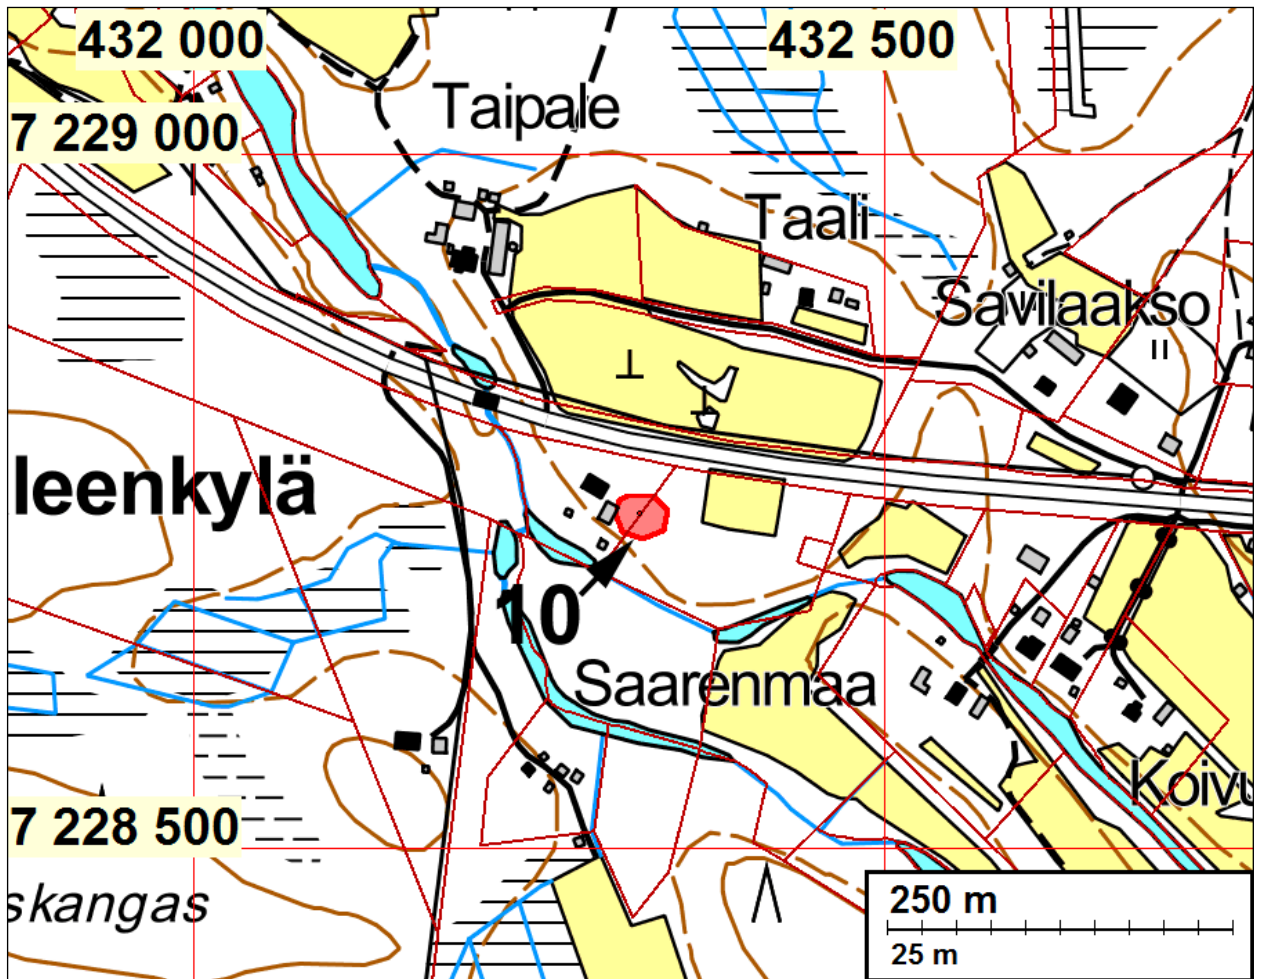 432 000
432 500
Taipale
7 229 000
Taali
Savilaakso
leenkylä
10
Saarenmaa
Koivu
7 228 500
skangas
250 m
25 m